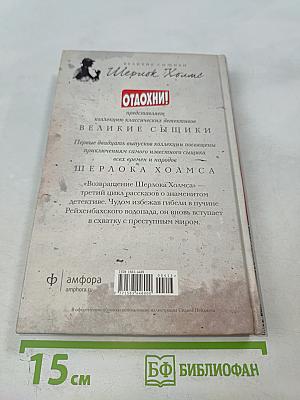 ВЕЛИКИЕ СЫЩИКИ
Шерлок Холмс
ОТДОХНИ!
представляет
коллекцию классических детективов
ВЕЛИКИЕ СЫЩИКИ
Первые двадцать выпусков коллекции посвящены
приключениям самого известного сыщика
всех времен и народов
ШЕРЛОКА ХОЛМСА
«Возвращение Шерлока Холмса» —
третий цикл рассказов о знаменитом
детективе. Чудом избежав гибели в пучине
Рейхенбахского водопада, он вновь вступает
в схватку с преступным миром.
ф
амфора
amphora.ru
15 см
БФ БИБЛИОФАН